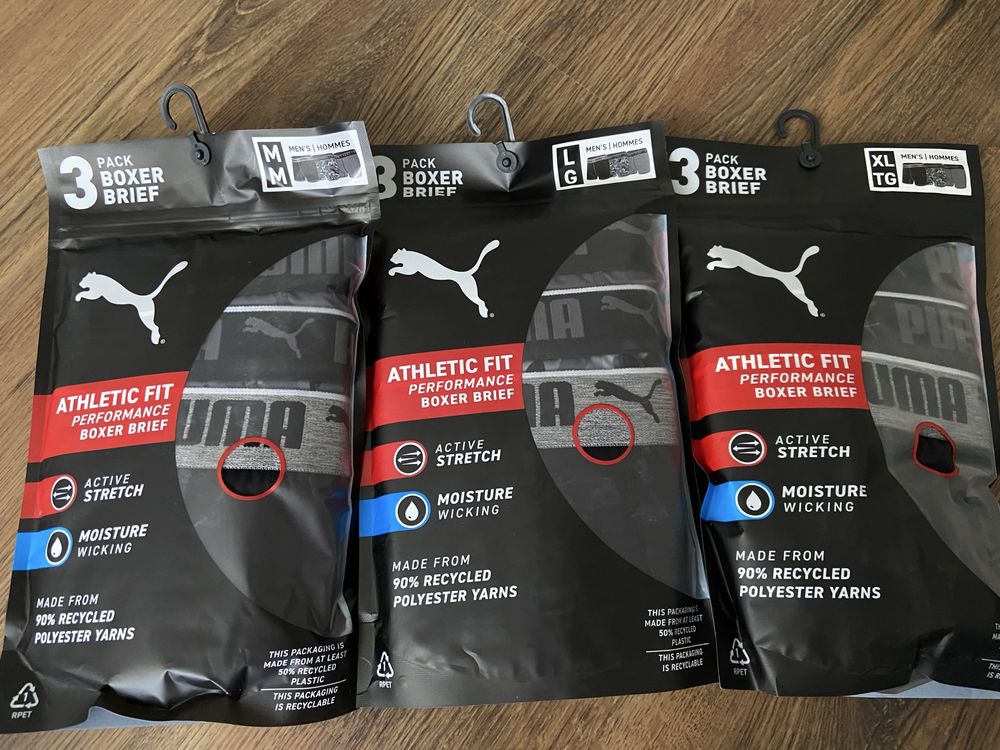 3 PACK
BOXER
BRIEF
M
M
MEN'S | HOMMES
UMA
UMA
ATHLETIC FIT
PERFORMANCE
BOXER BRIEF
ACTIVE
STRETCH
MOISTURE
WICKING
MADE FROM
90% RECYCLED
POLYESTER YARNS
THIS PACKAGING IS
MADE FROM AT LEAST
50% RECYCLED
PLASTIC
THIS PACKAGING
IS RECYCLABLE
1
RPET
3 PACK
BOXER
BRIEF
L
G
MEN'S | HOMMES
MA
MA
ATHLETIC FIT
PERFORMANCE
BOXER BRIEF
ACTIVE
STRETCH
MOISTURE
WICKING
MADE FROM
90% RECYCLED
POLYESTER YARNS
THIS PACKAGING IS
MADE FROM AT LEAST
50% RECYCLED
PLASTIC
THIS PACKAGING
IS RECYCLABLE
1
RPET
3 PACK
BOXER
BRIEF
XL
TG
MEN'S | HOMMES
PU
PUM
UMA
ATHLETIC FIT
PERFORMANCE
BOXER BRIEF
ACTIVE
STRETCH
MOISTURE
WICKING
MADE FROM
90% RECYCLED
POLYESTER YARNS
1
RPET